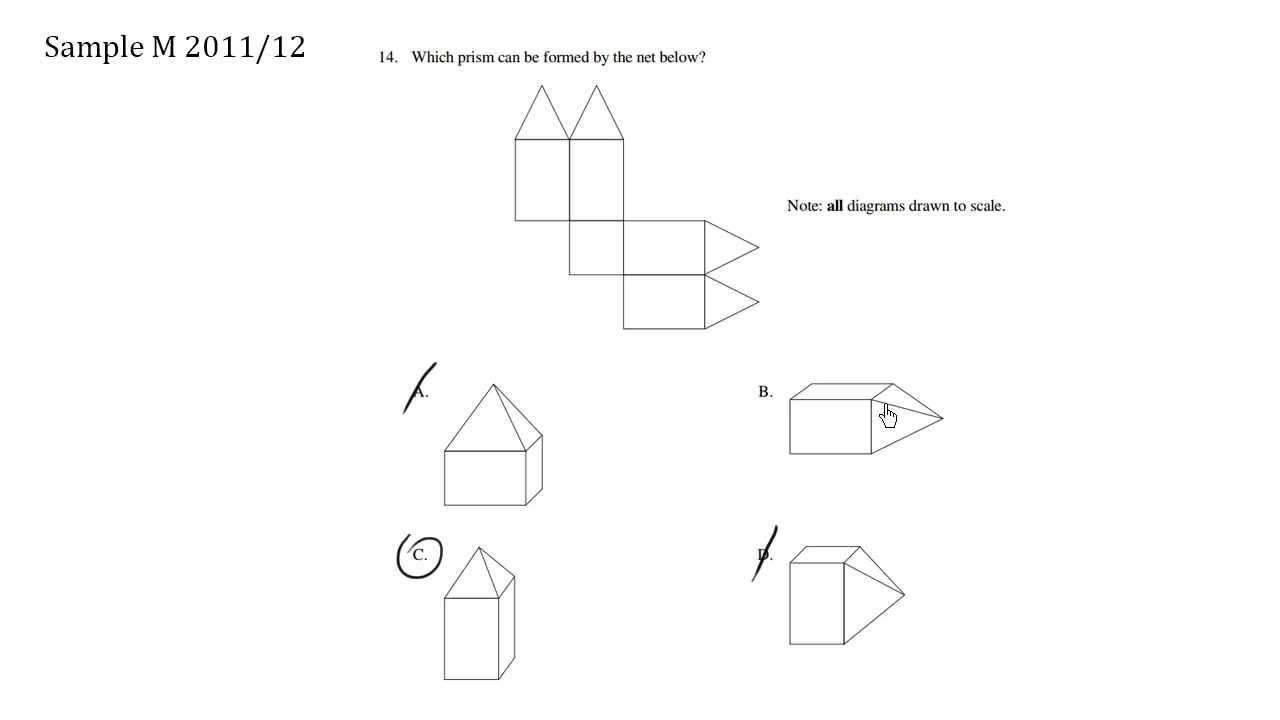 Sample M 2011/12
14. Which prism can be formed by the net below?
Note: all diagrams drawn to scale.
A.
B.
C.
D.